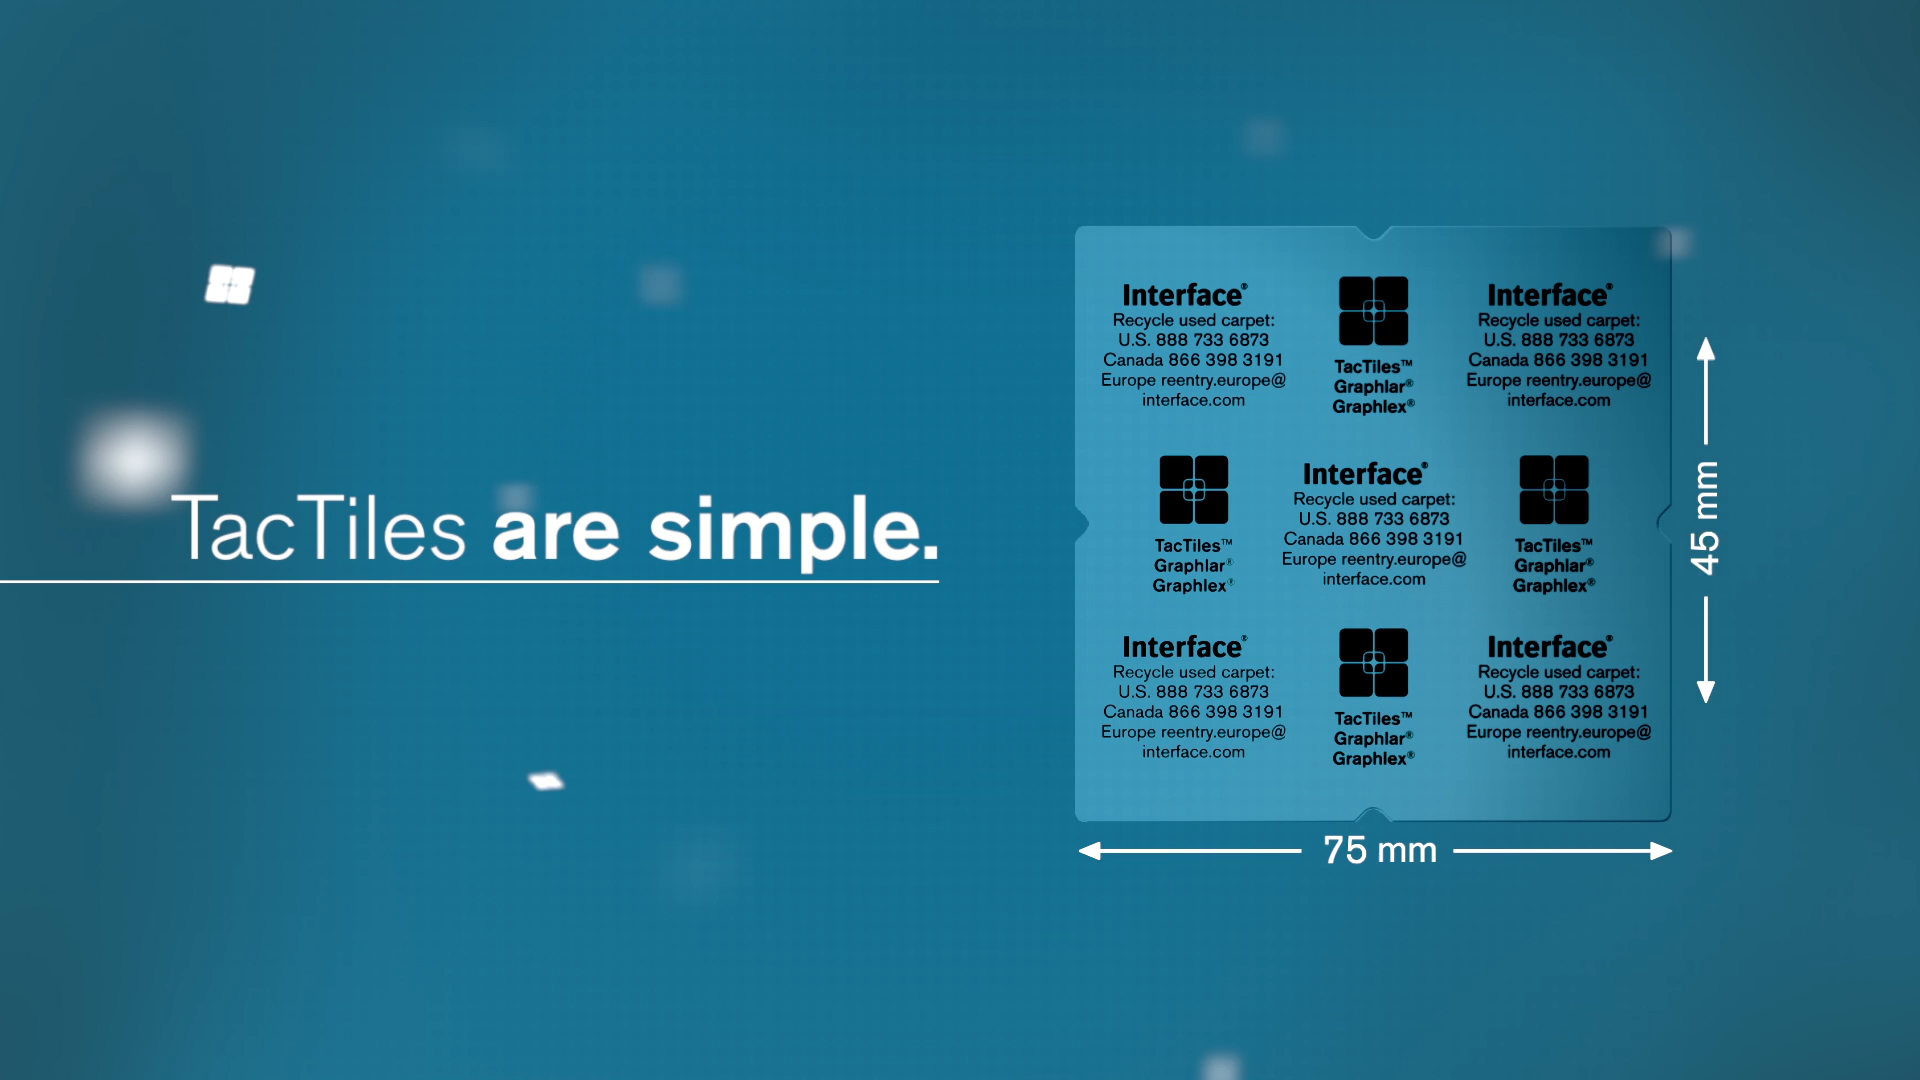 TacTiles are simple.
Interface®
Recycle used carpet:
U.S. 888 733 6873
Canada 866 398 3191
Europe reentry.europe@
interface.com
TacTiles™
Graphlar®
Graphlex®
Interface®
Recycle used carpet:
U.S. 888 733 6873
Canada 866 398 3191
Europe reentry.europe@
interface.com
TacTiles™
Graphlar®
Graphlex®
Interface®
Recycle used carpet:
U.S. 888 733 6873
Canada 866 398 3191
Europe reentry.europe@
interface.com
TacTiles™
Graphlar®
Graphlex®
Interface®
Recycle used carpet:
U.S. 888 733 6873
Canada 866 398 3191
Europe reentry.europe@
interface.com
TacTiles™
Graphlar®
Graphlex®
Interface®
Recycle used carpet:
U.S. 888 733 6873
Canada 866 398 3191
Europe reentry.europe@
interface.com
45 mm
75 mm